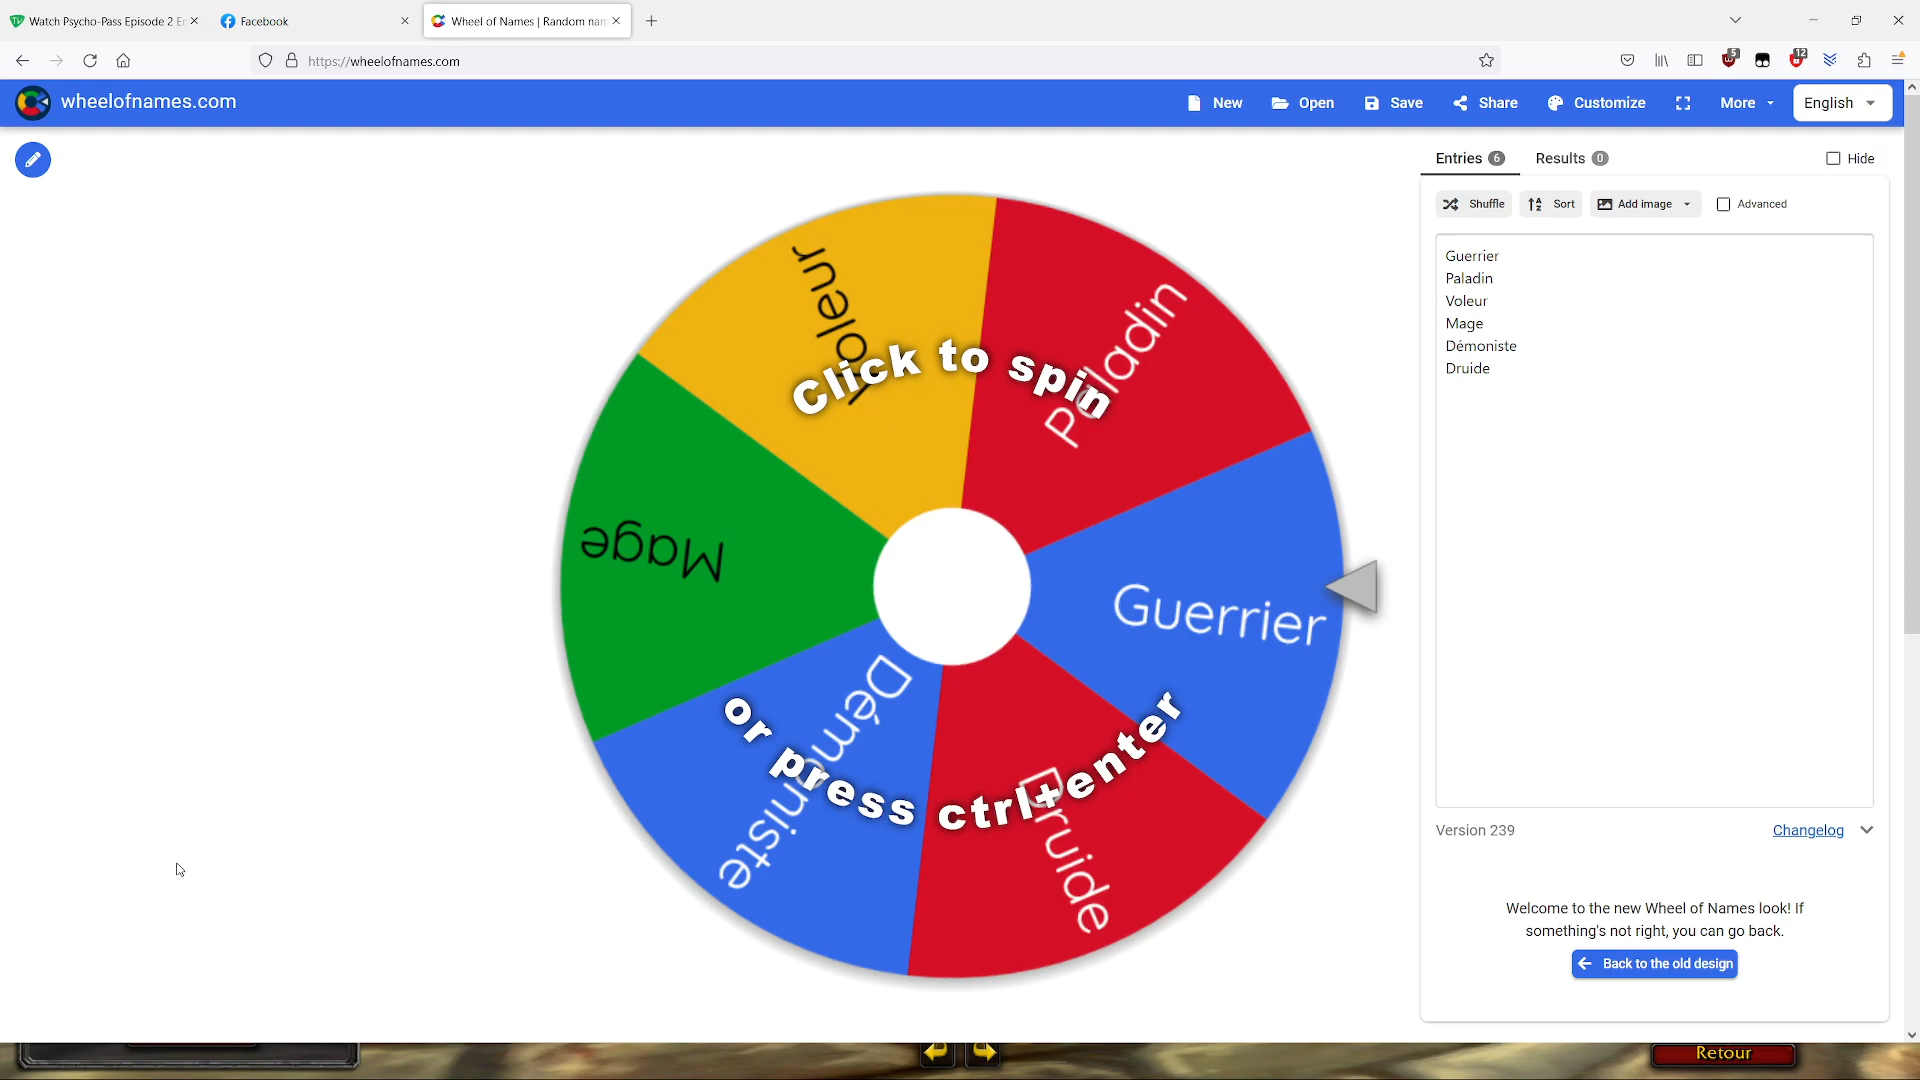 Watch Psycho-Pass Episode 2 En
Facebook
Wheel of Names | Random nam
https://wheelofnames.com
5
12
wheelofnames.com
New
Open
Save
Share
Customize
More
English
Entries 6
Results 0
Hide
Shuffle
Sort
Add image
Advanced
Guerrier
Paladin
Voleur
Mage
Démoniste
Druide
Voleur
Paladin
Click to spin
Mage
Guerrier
Démoniste
Druide
or press ctrl+enter
Version 239
Changelog
Welcome to the new Wheel of Names look! If
something's not right, you can go back.
Back to the old design
Retour